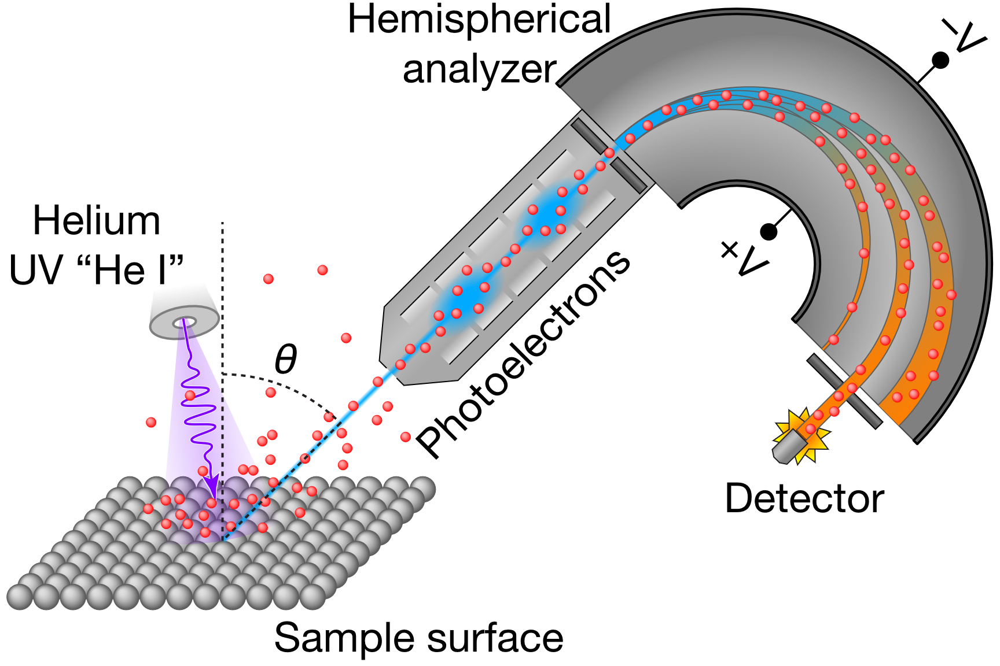 Hemispherical
analyzer
–V
+V
Helium
UV “He I”
θ
Photoelectrons
Detector
Sample surface